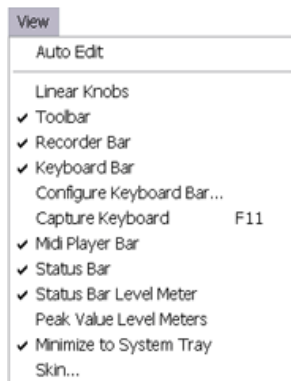 View
Auto Edit
Linear Knobs
Toolbar
Recorder Bar
Keyboard Bar
Configure Keyboard Bar...
Capture Keyboard F11
Midi Player Bar
Status Bar
Status Bar Level Meter
Peak Value Level Meters
Minimize to System Tray
Skin...